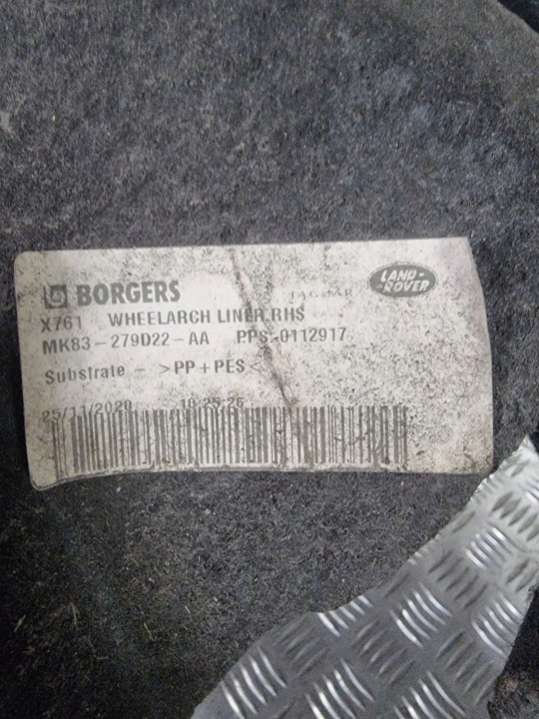 BORGERS JAGUAR LAND-ROVER
X761 WHEELARCH LINER RHS
MK83-279D22-AA PPS:0112917
Substrate - >PP+PES<
25/11/2020 18:25:25